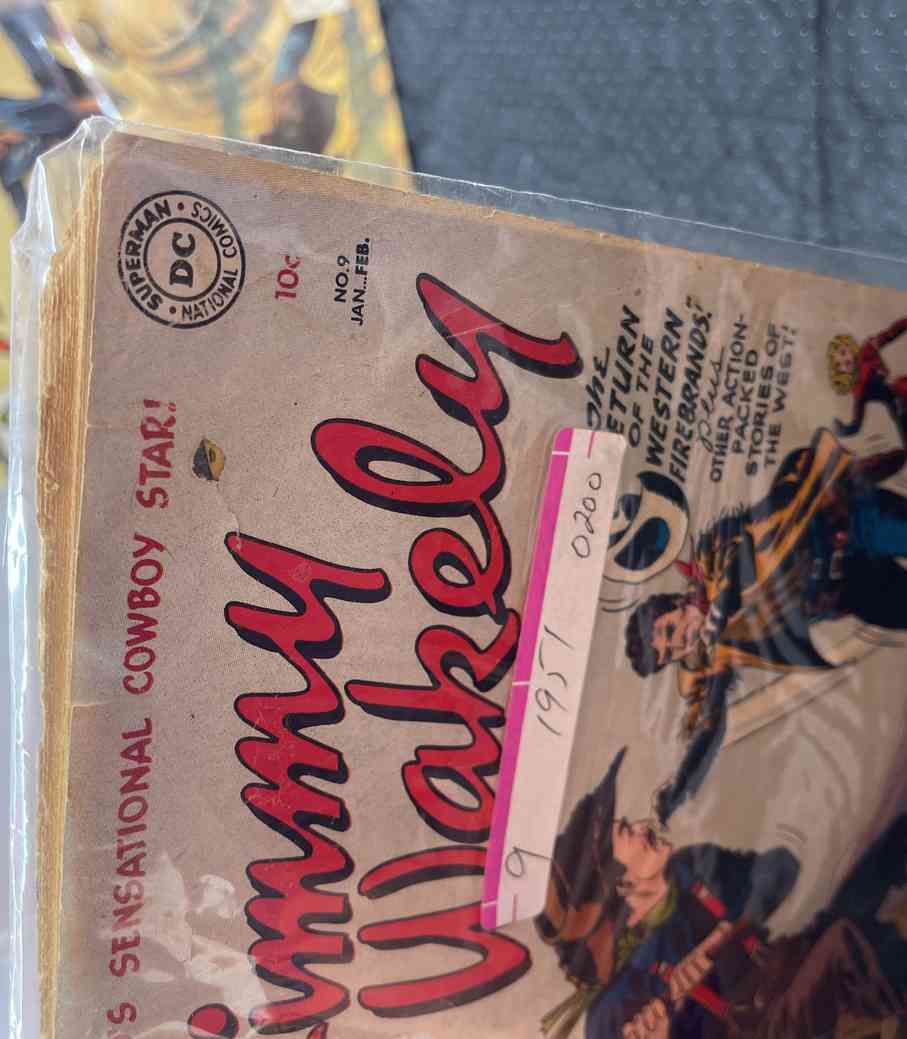 SENSATIONAL COWBOY STAR!
SUPERMAN • NATIONAL COMICS •
DC
10¢
NO. 9
JAN.-FEB.
Jimmy
Wakely
The
RETURN
OF THE
WESTERN
FIREBRANDS!
plus
OTHER ACTION-
PACKED
STORIES OF
THE WEST!
9 1951 0200